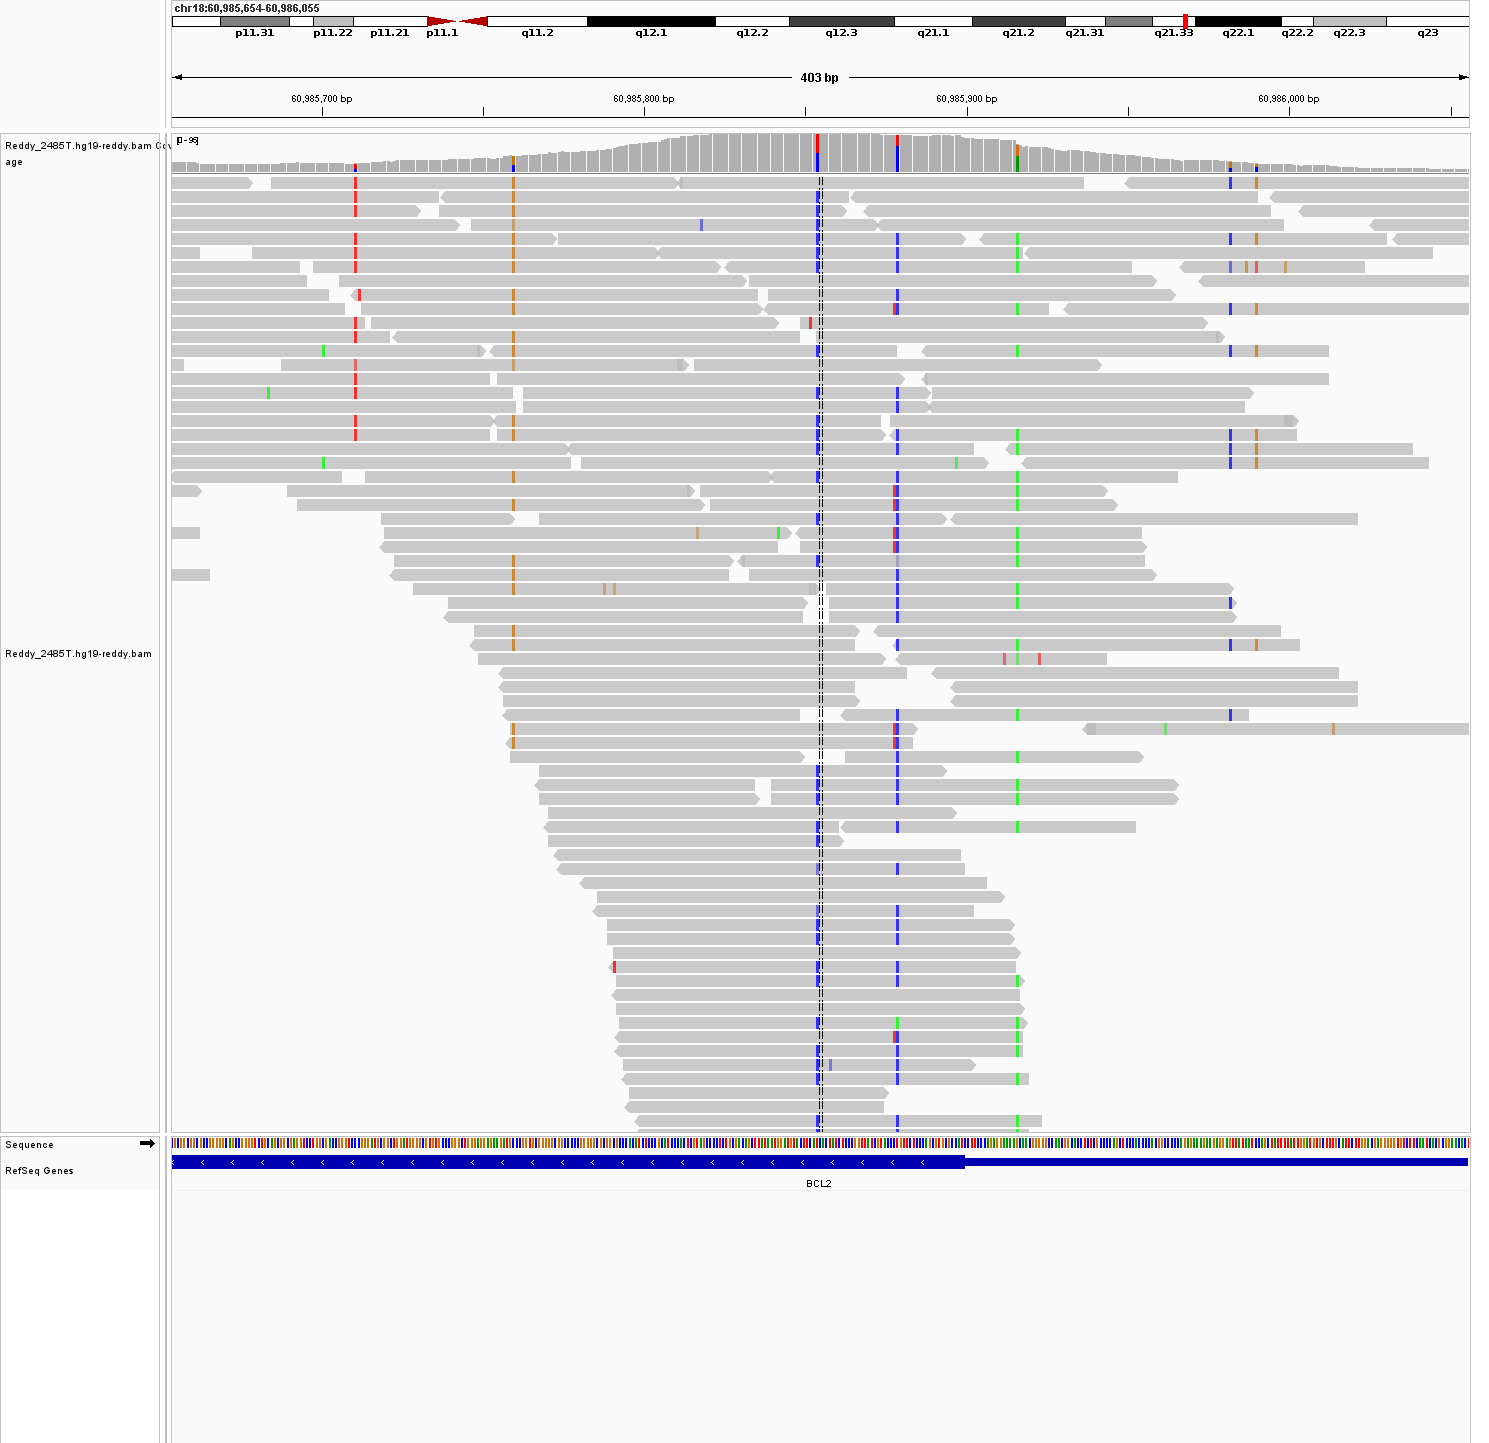 chr18:60,985,654-60,986,055
p11.31 p11.22 p11.21 p11.1 q11.2 q12.1 q12.2 q12.3 q21.1 q21.2 q21.31 q21.33 q22.1 q22.2 q22.3 q23
403 bp
60,985,700 bp 60,985,800 bp 60,985,900 bp 60,986,000 bp
Reddy_2485T.hg19-reddy.bam Cov
age
[0-99]
Reddy_2485T.hg19-reddy.bam
Sequence
RefSeq Genes
BCL2